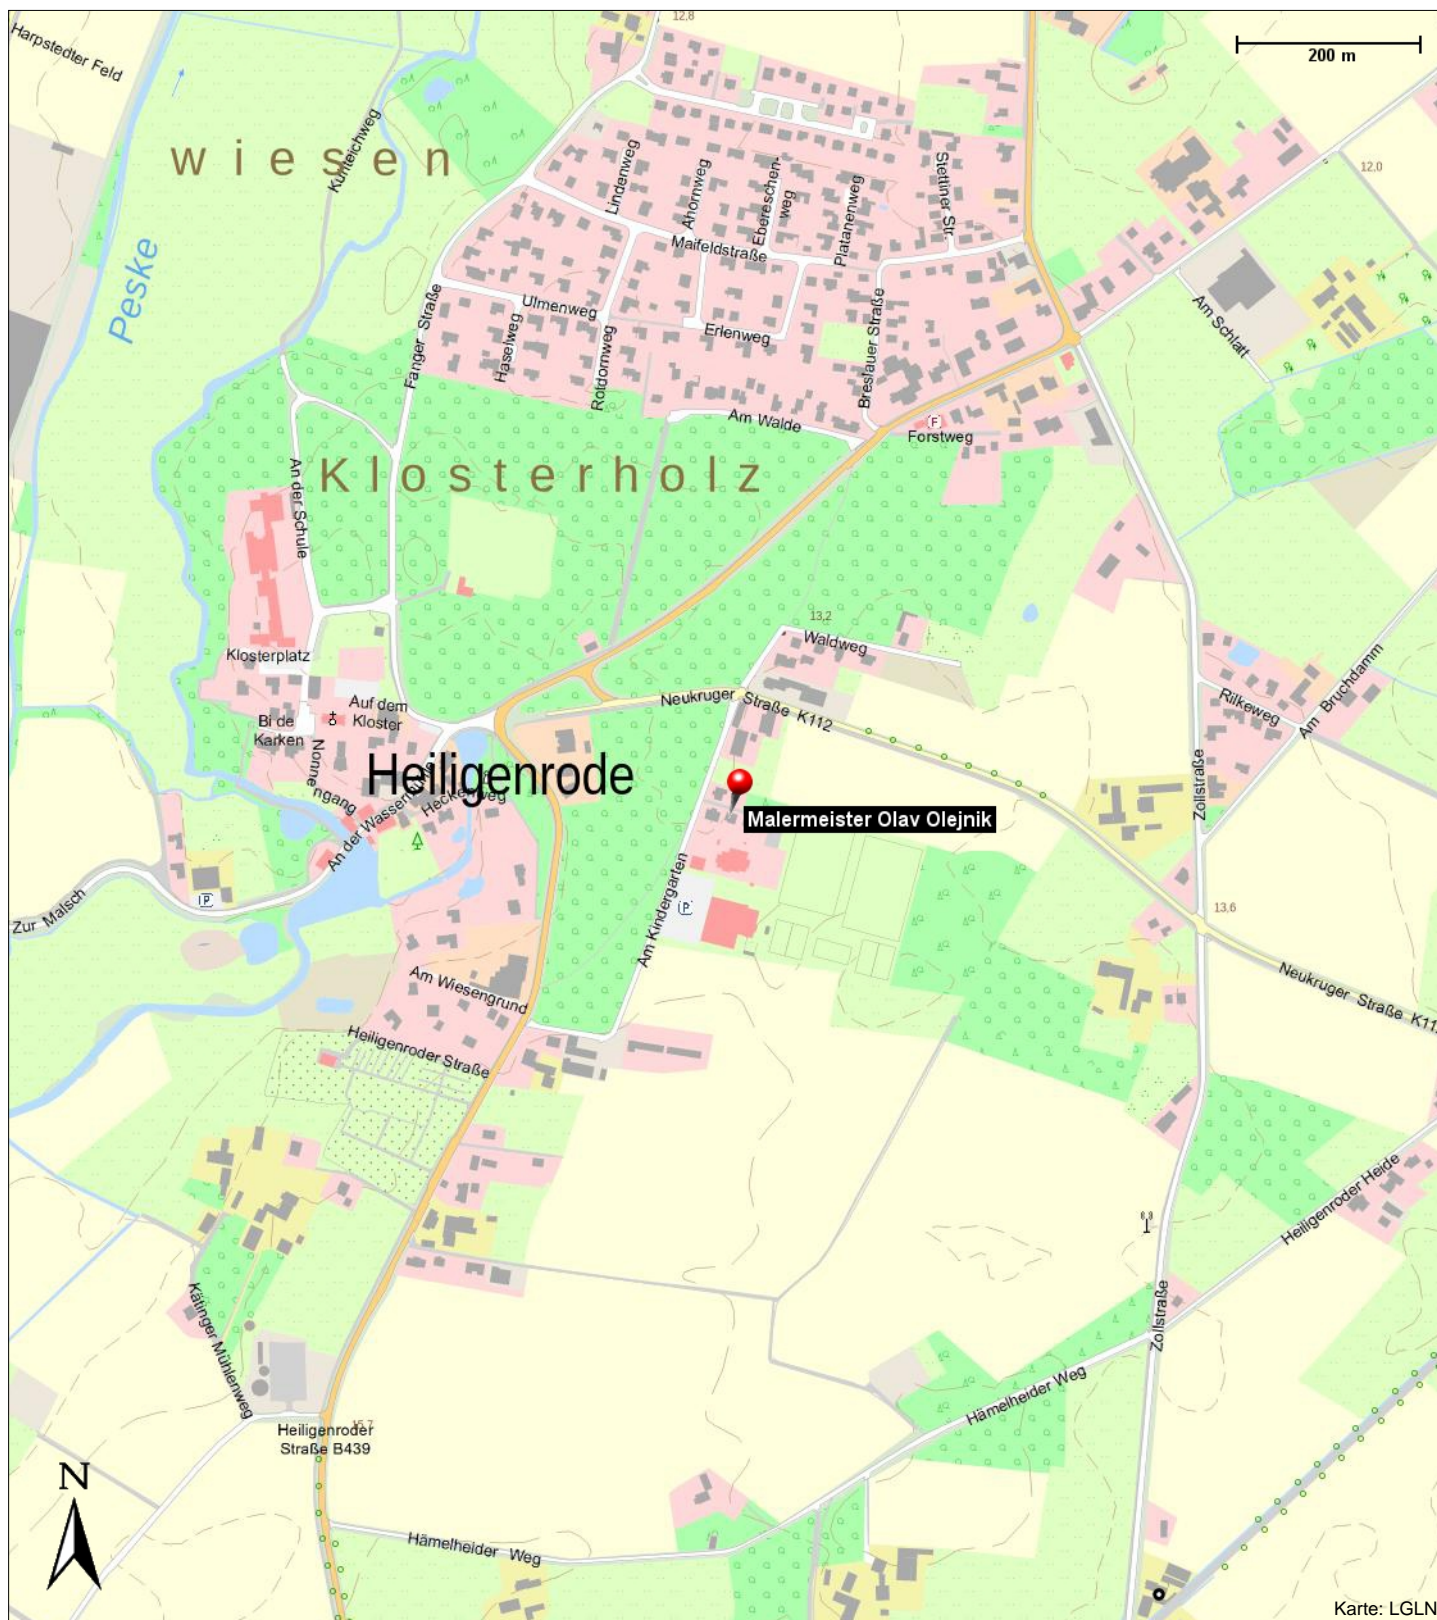 12,8
Harpstedter Feld
200 m
wiesen
Kuhteichweg
Lindenweg
Ahornweg
Ebereschen-
weg
Platanenweg
Stettiner Str.
12,0
Peske
Maifeldstraße
Fanger Straße
Ulmenweg
Haselweg
Rotdornweg
Erlenweg
Breslauer Straße
Am Schlatt
Am Walde
F
Forstweg
Klosterholz
An der Schule
13,2
Waldweg
Klosterplatz
Auf dem
Kloster
Bi de
Karken
Nonnengang
Neukruger Straße K112
Rilkeweg
Am Bruchdamm
Heiligenrode
An der Wassermühle
Heckenweg
Zollstraße
Malermeister Olav Olejnik
Am Kindergarten
P
P
Zur Malsch
13,6
Am Wiesengrund
Neukruger Straße K11
Heiligenroder Straße
Heiligenroder Heide
Kätinger Mühlenweg
Zollstraße
Hämelheider Weg
15,7
Heiligenroder
Straße B439
N
Hämelheider Weg
Karte: LGLN